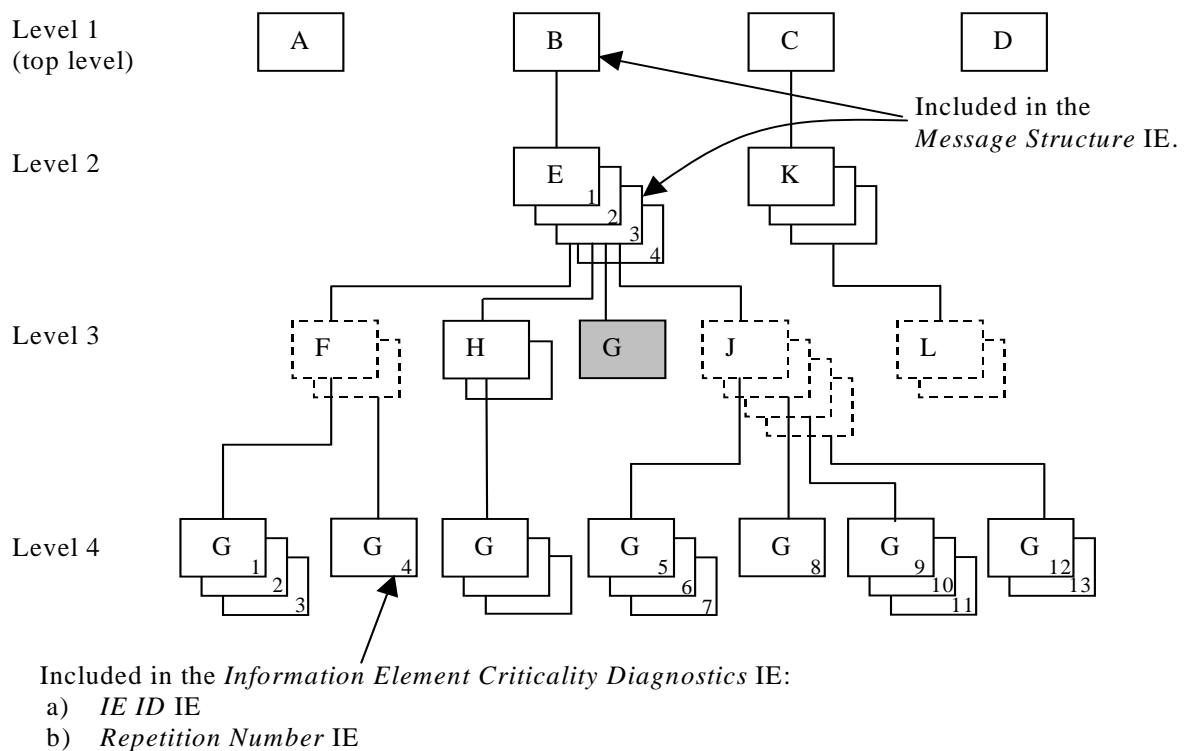 Level 1
(top level)
A
B
C
D
Included in the
Message Structure IE.
Level 2
E
1
2
3
4
K
Level 3
F
H
G
J
L
Level 4
G
1
2
3
G
4
G
G
5
6
7
G
8
G
9
10
11
G
12
13
Included in the Information Element Criticality Diagnostics IE:
a) IE ID IE
b) Repetition Number IE